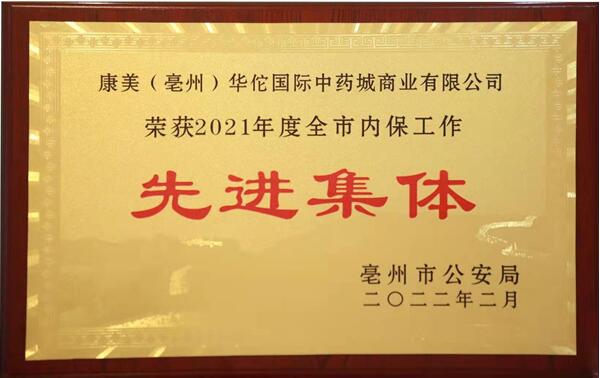 康美（亳州）华佗国际中药城商业有限公司
荣获2021年度全市内保工作
先进集体
亳州市公安局
二〇二二年二月